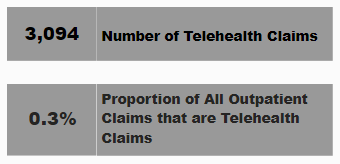 3,094 Number of Telehealth Claims
0.3% Proportion of All Outpatient
Claims that are Telehealth
Claims